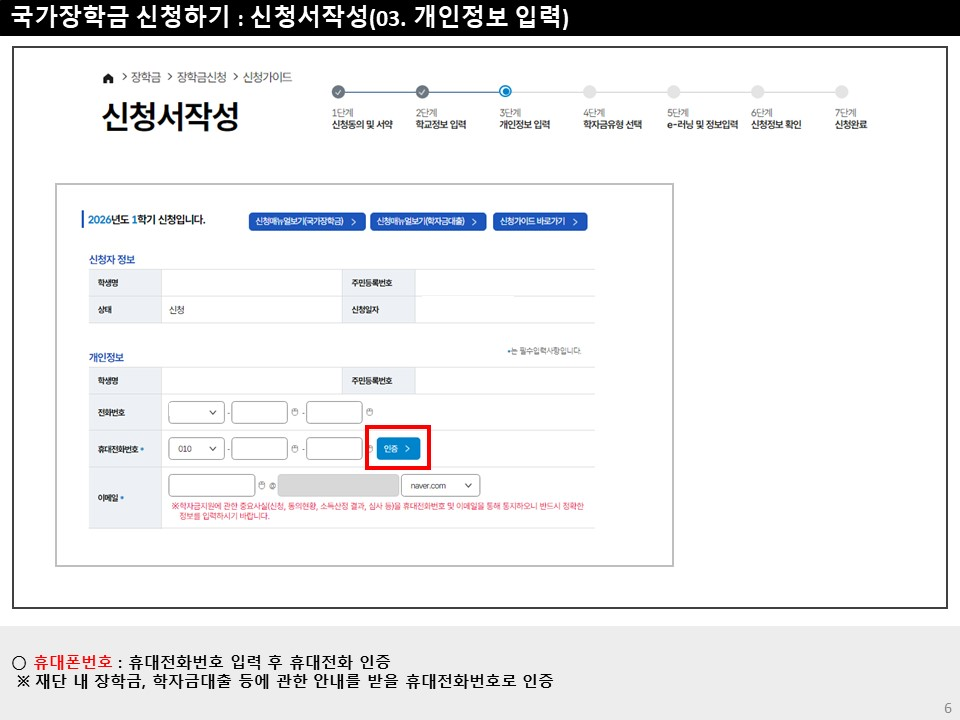 국가장학금 신청하기 : 신청서작성(03. 개인정보 입력)
> 장학금 > 장학금신청 > 신청가이드
신청서작성
1단계 신청동의 및 서약
2단계 학교정보 입력
3단계 개인정보 입력
4단계 학자금유형 선택
5단계 e-러닝 및 정보입력
6단계 신청정보 확인
7단계 신청완료
2026년도 1학기 신청입니다.
신청매뉴얼보기(국가장학금) >
신청매뉴얼보기(학자금대출) >
신청가이드 바로가기 >
신청자 정보
학생명 주민등록번호
상태 신청 신청일자
*는 필수입력사항입니다.
개인정보
학생명 주민등록번호
전화번호 - -
휴대전화번호 * 010 - - 인증 >
이메일 * @ naver.com
※학자금지원에 관한 중요사실(신청, 동의현황, 소득산정 결과, 심사 등)을 휴대전화번호 및 이메일을 통해 통지하오니 반드시 정확한
정보를 입력하시기 바랍니다.
○ 휴대폰번호 : 휴대전화번호 입력 후 휴대전화 인증
※ 재단 내 장학금, 학자금대출 등에 관한 안내를 받을 휴대전화번호로 인증
6